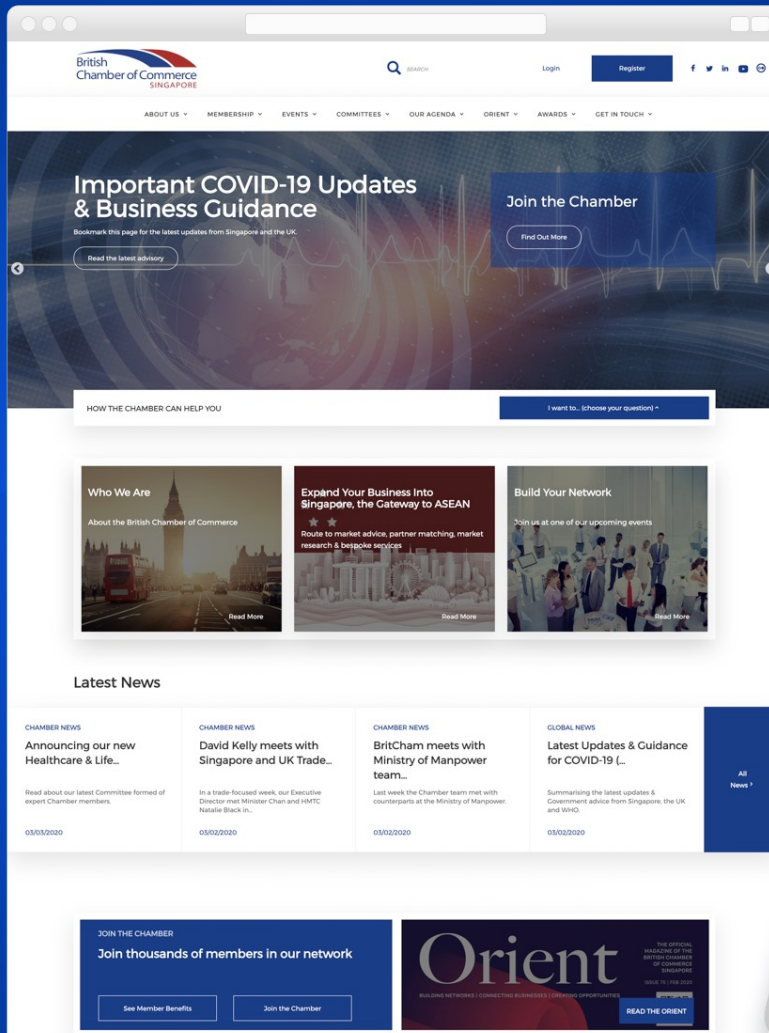 British
Chamber of Commerce
SINGAPORE
SEARCH
Login
Register
ABOUT US
MEMBERSHIP
EVENTS
COMMITTEES
OUR AGENDA
ORIENT
AWARDS
GET IN TOUCH
Important COVID-19 Updates
& Business Guidance
Bookmark this page for the latest updates from Singapore and the UK.
Read the latest advisory
Join the Chamber
Find Out More
HOW THE CHAMBER CAN HELP YOU
I want to... (choose your question)
Who We Are
About the British Chamber of Commerce
Read More
Expand Your Business Into
Singapore, the Gateway to ASEAN
Route to market advice, partner matching, market
research & bespoke services
Read More
Build Your Network
Join us at one of our upcoming events
Read More
Latest News
CHAMBER NEWS
Announcing our new
Healthcare & Life...
Read about our latest Committee formed of
expert Chamber members.
03/03/2020
CHAMBER NEWS
David Kelly meets with
Singapore and UK Trade...
In a trade-focused week, our Executive
Director met Minister Chan and HMTC
Natalie Black in...
03/02/2020
CHAMBER NEWS
BritCham meets with
Ministry of Manpower
team...
Last week the Chamber team met with
counterparts at the Ministry of Manpower.
03/02/2020
GLOBAL NEWS
Latest Updates & Guidance
for COVID-19 (...
Summarising the latest updates &
Government advice from Singapore, the UK
and WHO.
03/02/2020
All
News >
JOIN THE CHAMBER
Join thousands of members in our network
See Member Benefits
Join the Chamber
Orient
THE OFFICIAL
MAGAZINE OF THE
BRITISH CHAMBER
OF COMMERCE
SINGAPORE
ISSUE 75 | FEB 2020
BUILDING NETWORKS | CONNECTING BUSINESSES | CREATING OPPORTUNITIES
READ THE ORIENT